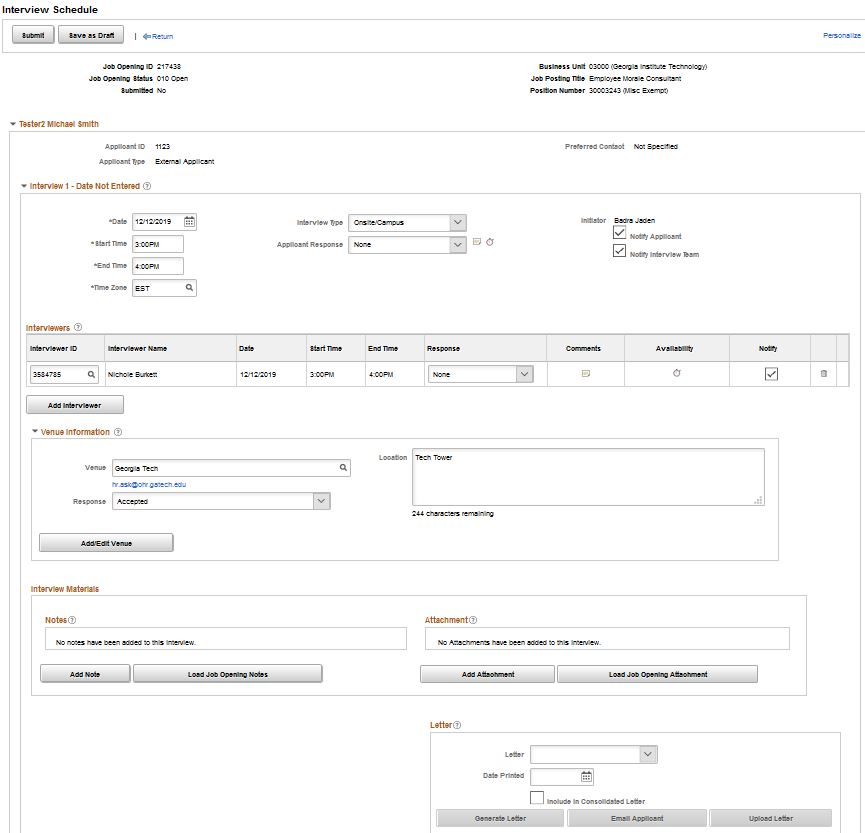 Interview Schedule
Submit Save as Draft | Return Personalize
Job Opening ID 217438 Business Unit 03000 (Georgia Institute Technology)
Job Opening Status 010 Open Job Posting Title Employee Morale Consultant
Submitted No Position Number 30003243 (Misc Exempt)
Tester2 Michael Smith
Applicant ID 1123 Preferred Contact Not Specified
Applicant Type External Applicant
Interview 1 - Date Not Entered
*Date 12/12/2019 Interview Type Onsite/Campus Initiator Badra Jaden
Notify Applicant
*Start Time 3:00PM Applicant Response None
Notify Interview Team
*End Time 4:00PM
*Time Zone EST
Interviewers
Interviewer ID Interviewer Name Date Start Time End Time Response Comments Availability Notify
3584785 Nichole Burkett 12/12/2019 3:00PM 4:00PM None
Add Interviewer
Venue Information
Venue Georgia Tech Location Tech Tower
hr.ask@ohr.gatech.edu
Response Accepted
244 characters remaining
Add/Edit Venue
Interview Materials
Notes Attachment
No notes have been added to this interview. No Attachments have been added to this interview.
Add Note Load Job Opening Notes Add Attachment Load Job Opening Attachment
Letter
Letter
Date Printed
Include in Consolidated Letter
Generate Letter Email Applicant Upload Letter